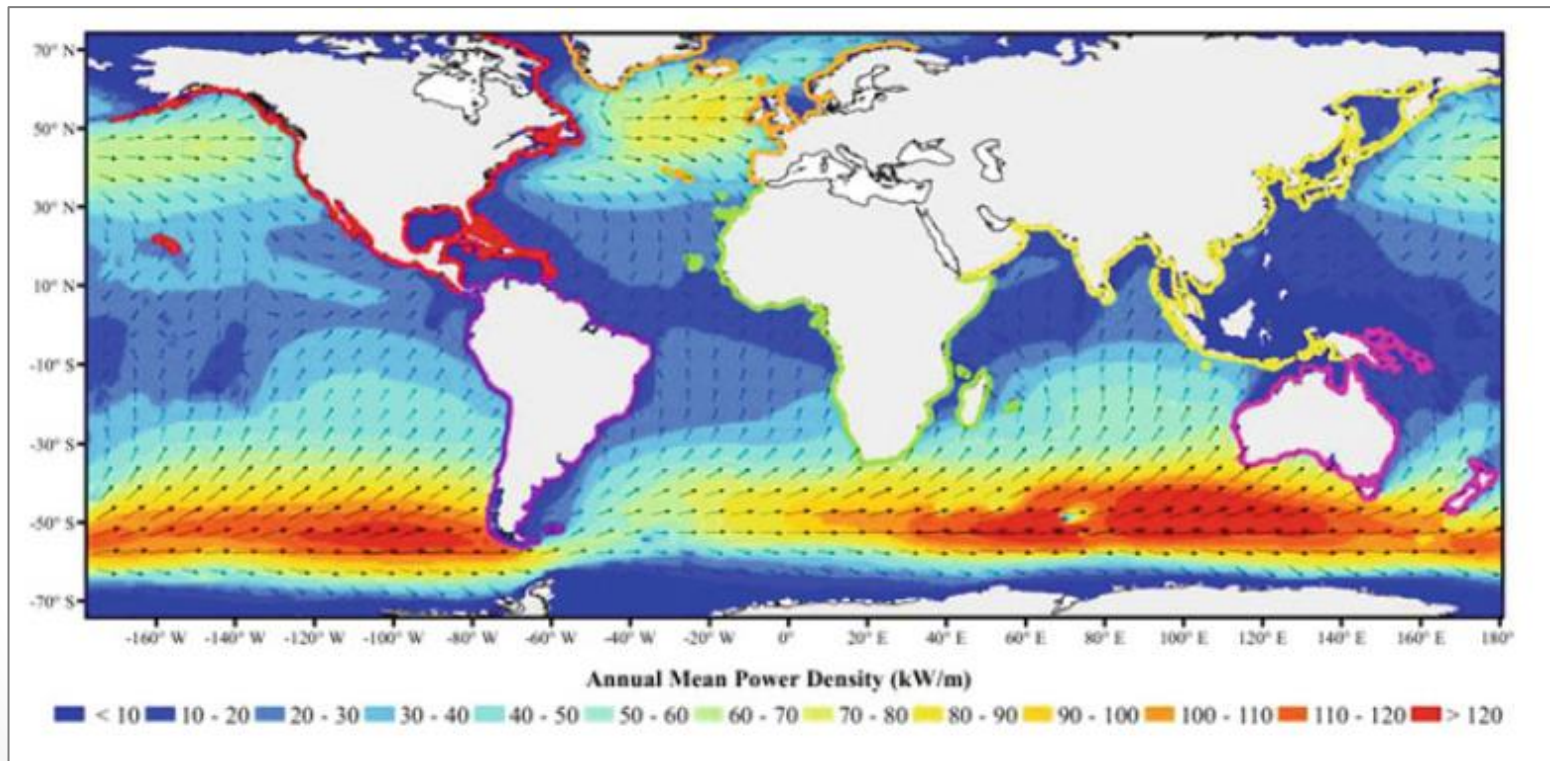 70° N
50° N
30° N
10° N
-10° S
-30° S
-50° S
-70° S
-160° W -140° W -120° W -100° W -80° W -60° W -40° W -20° W 0° 20° E 40° E 60° E 80° E 100° E 120° E 140° E 160° E 180°
Annual Mean Power Density (kW/m)
< 10 10 - 20 20 - 30 30 - 40 40 - 50 50 - 60 60 - 70 70 - 80 80 - 90 90 - 100 100 - 110 110 - 120 > 120